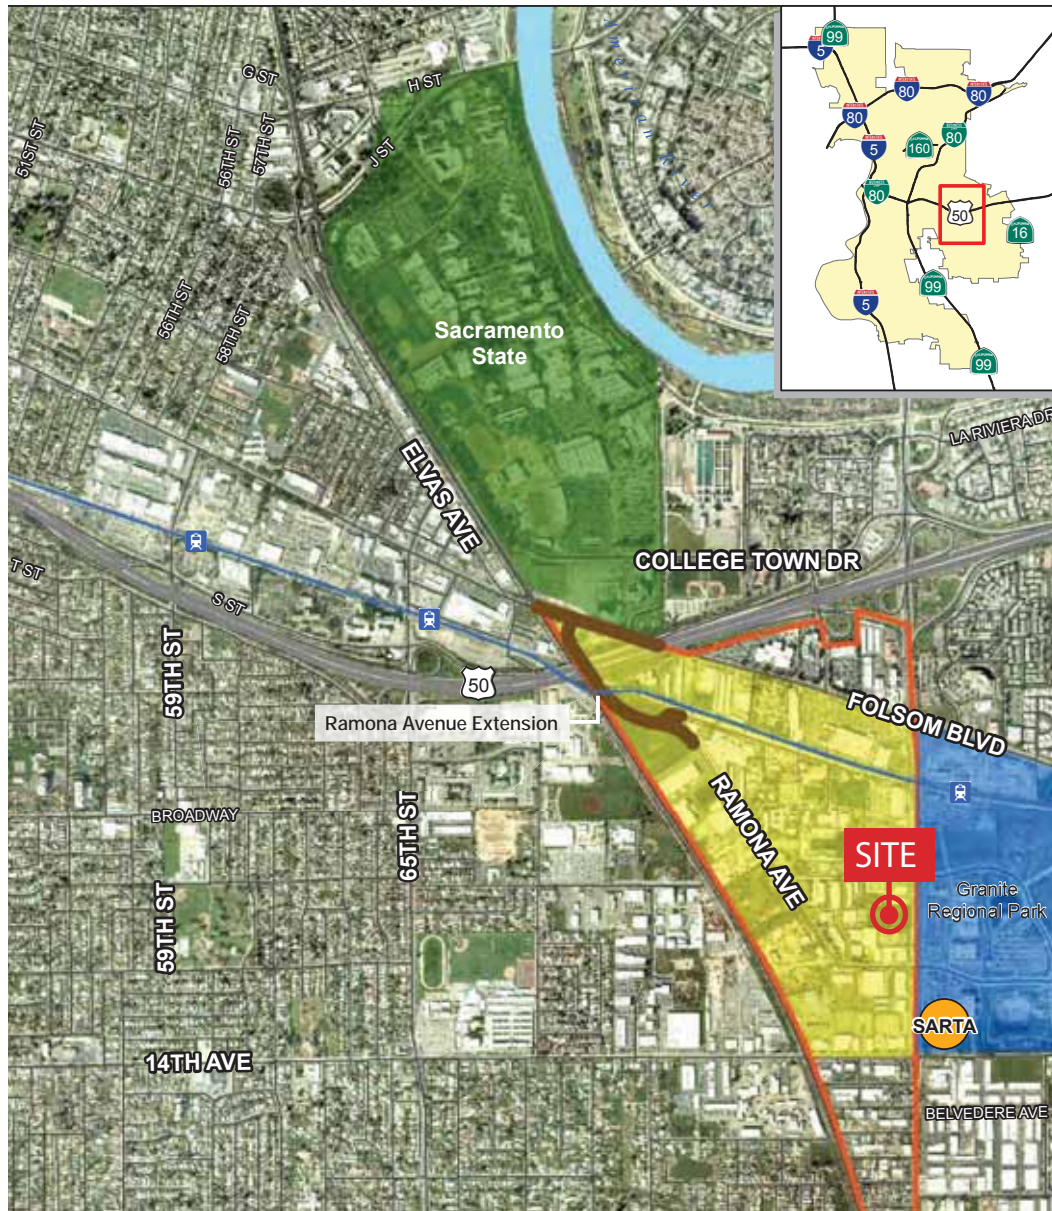 G ST
H ST
American River
51ST ST
56TH ST
57TH ST
J ST
56TH ST
58TH ST
Sacramento
State
ELVAS AVE
LA RIVIERA DR
COLLEGE TOWN DR
T ST
S ST
59TH ST
50
Ramona Avenue Extension
FOLSOM BLVD
BROADWAY
65TH ST
RAMONA AVE
SITE
59TH ST
Granite
Regional Park
SARTA
14TH AVE
BELVEDERE AVE
5
99
80
80
80
80
5
160
80
50
16
99
5
99